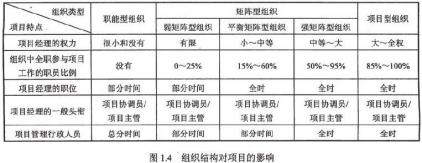 组织类型
项目特点
职能型组织
矩阵型组织
项目型组织
弱矩阵型组织 平衡矩阵型组织 强矩阵型组织
项目经理的权力 很小和没有 有限 小~中等 中等~大 大~全权
组织中全职参与项目工作的职员比例 没有 0~25% 15%~60% 50%~95% 85%~100%
项目经理的职位 部分时间 部分时间 全时 全时 全时
项目经理的一般头衔 项目协调员/项目主管 项目协调员/项目主管 项目协调员/项目主管 项目协调员/项目主管 项目协调员/项目主管
项目管理行政人员 总分时间 部分时间 部分时间 全时 全时
图 1.4 组织结构对项目的影响